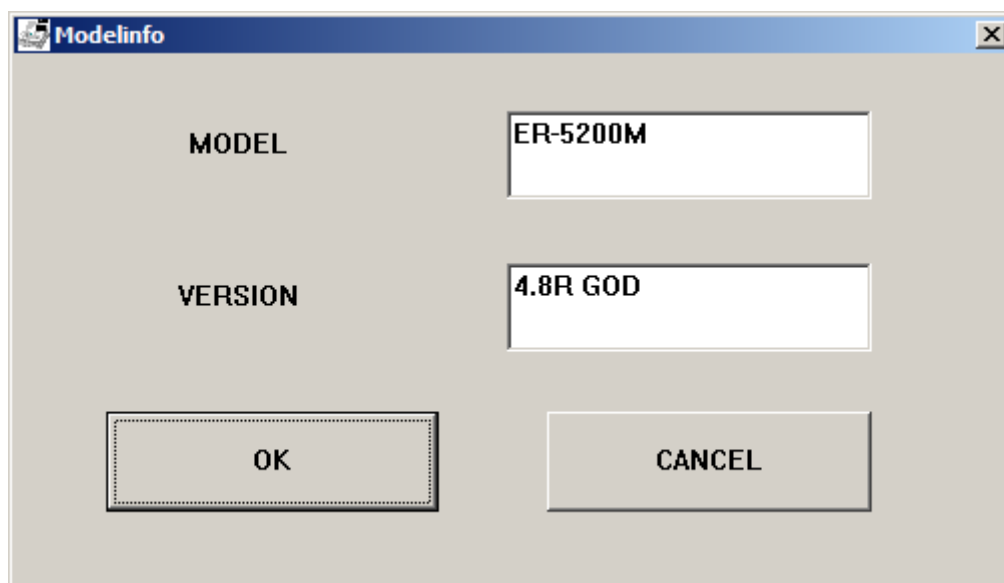 Modelinfo
MODEL
ER-5200M
VERSION
4.8R GOD
OK
CANCEL